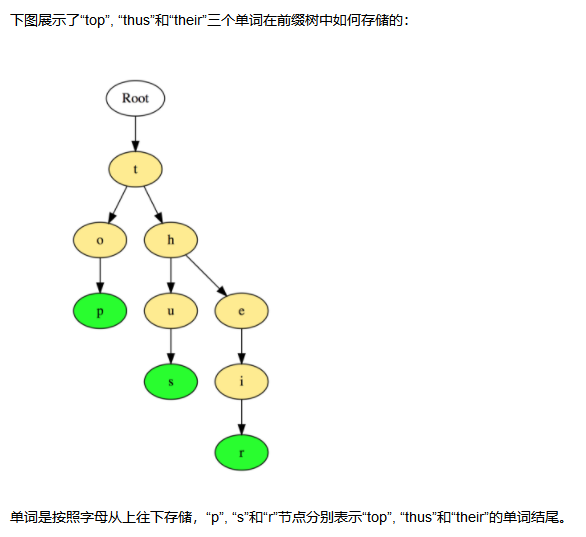 下图展示了“top”, “thus”和“their”三个单词在前缀树中如何存储的：
Root
t
o
h
p
u
e
s
i
r
单词是按照字母从上往下存储，“p”, “s”和“r”节点分别表示“top”, “thus”和“their”的单词结尾。